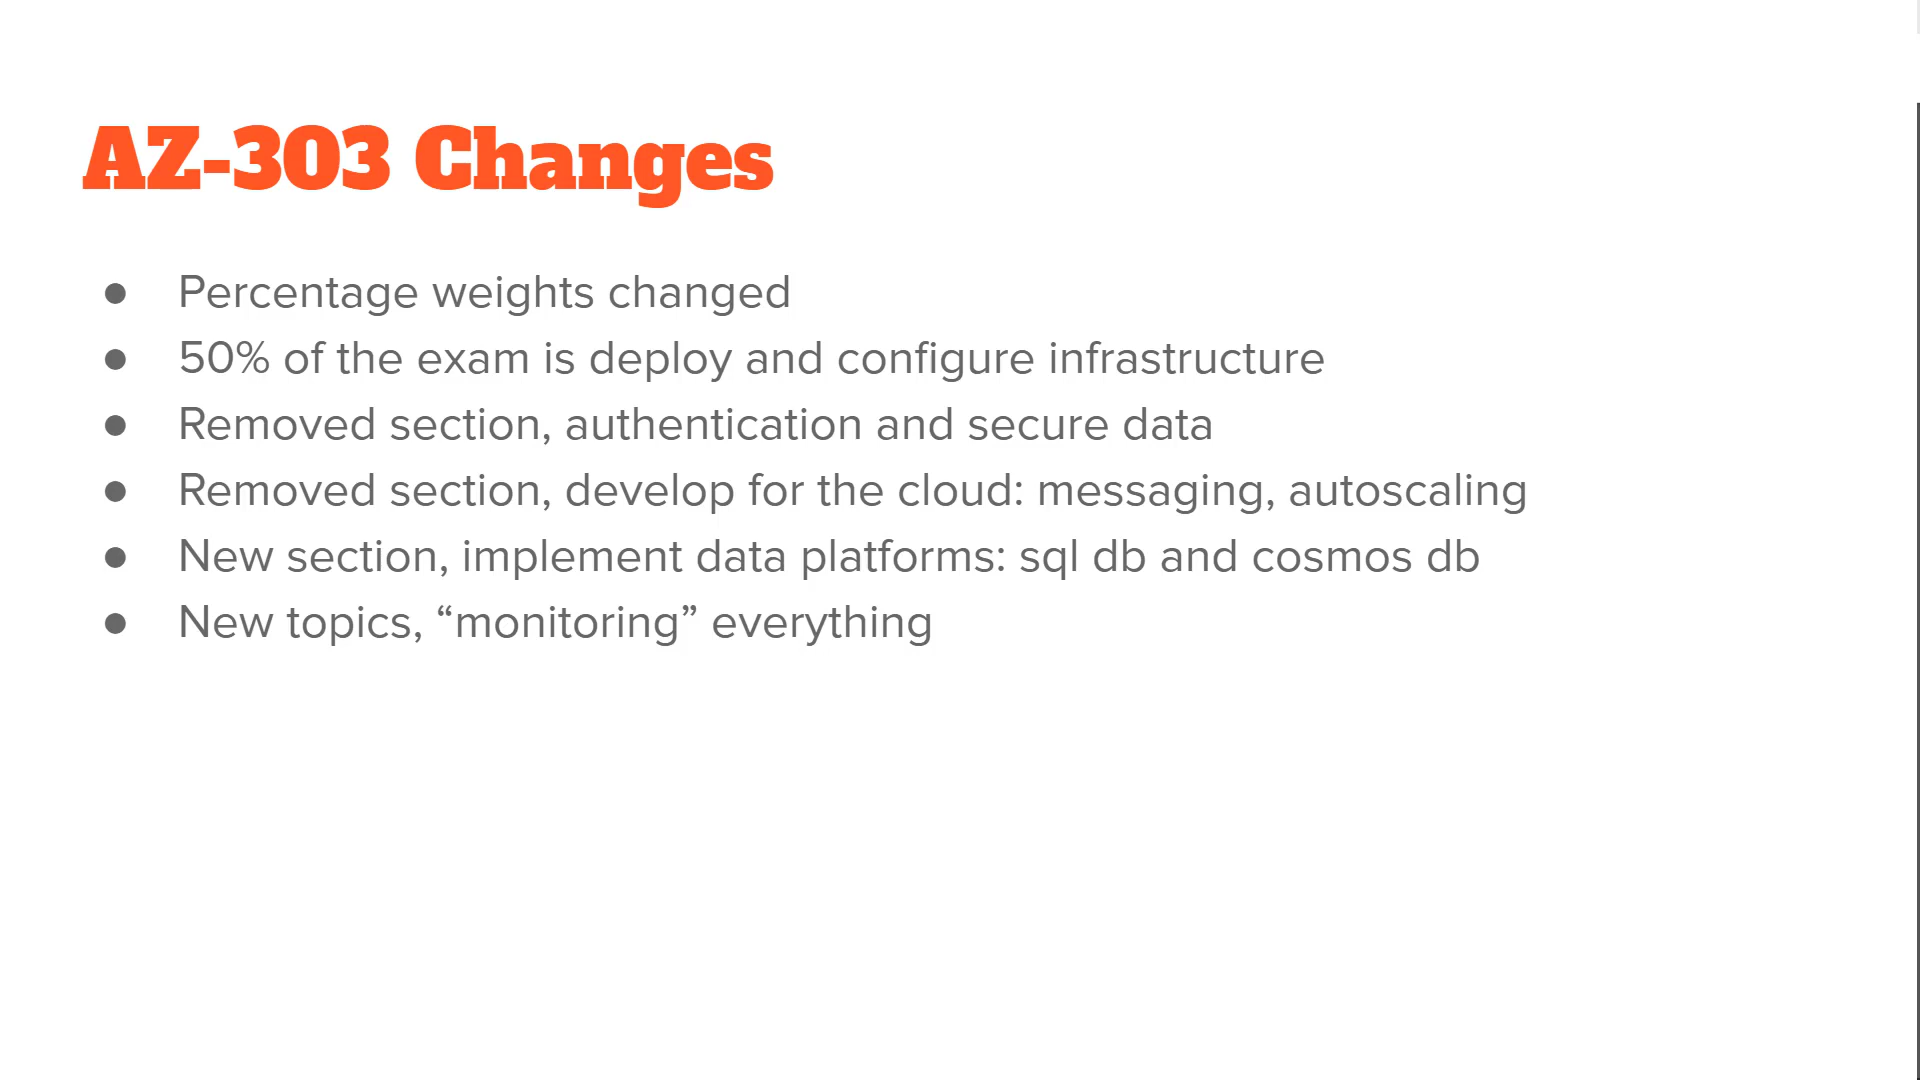 AZ-303 Changes
● Percentage weights changed
● 50% of the exam is deploy and configure infrastructure
● Removed section, authentication and secure data
● Removed section, develop for the cloud: messaging, autoscaling
● New section, implement data platforms: sql db and cosmos db
● New topics, “monitoring” everything